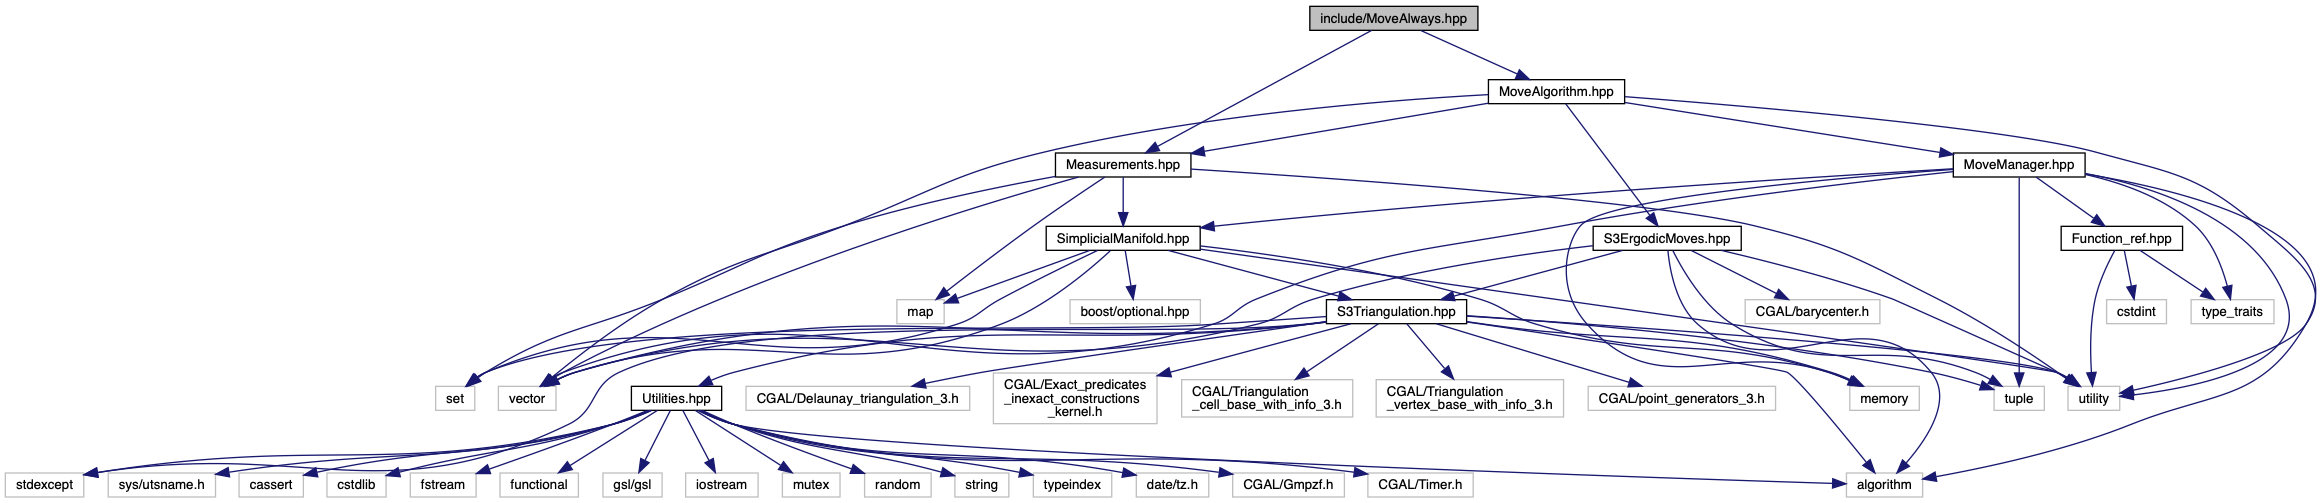 include/MoveAlways.hpp
MoveAlgorithm.hpp
Measurements.hpp
MoveManager.hpp
SimplicialManifold.hpp
S3ErgodicMoves.hpp
Function_ref.hpp
map
boost/optional.hpp
S3Triangulation.hpp
CGAL/barycenter.h
cstdint
type_traits
set
vector
Utilities.hpp
CGAL/Delaunay_triangulation_3.h
CGAL/Exact_predicates
_inexact_constructions
_kernel.h
CGAL/Triangulation
_cell_base_with_info_3.h
CGAL/Triangulation
_vertex_base_with_info_3.h
CGAL/point_generators_3.h
memory
tuple
utility
stdexcept
sys/utsname.h
cassert
cstdlib
fstream
functional
gsl/gsl
iostream
mutex
random
string
typeindex
date/tz.h
CGAL/Gmpzf.h
CGAL/Timer.h
algorithm